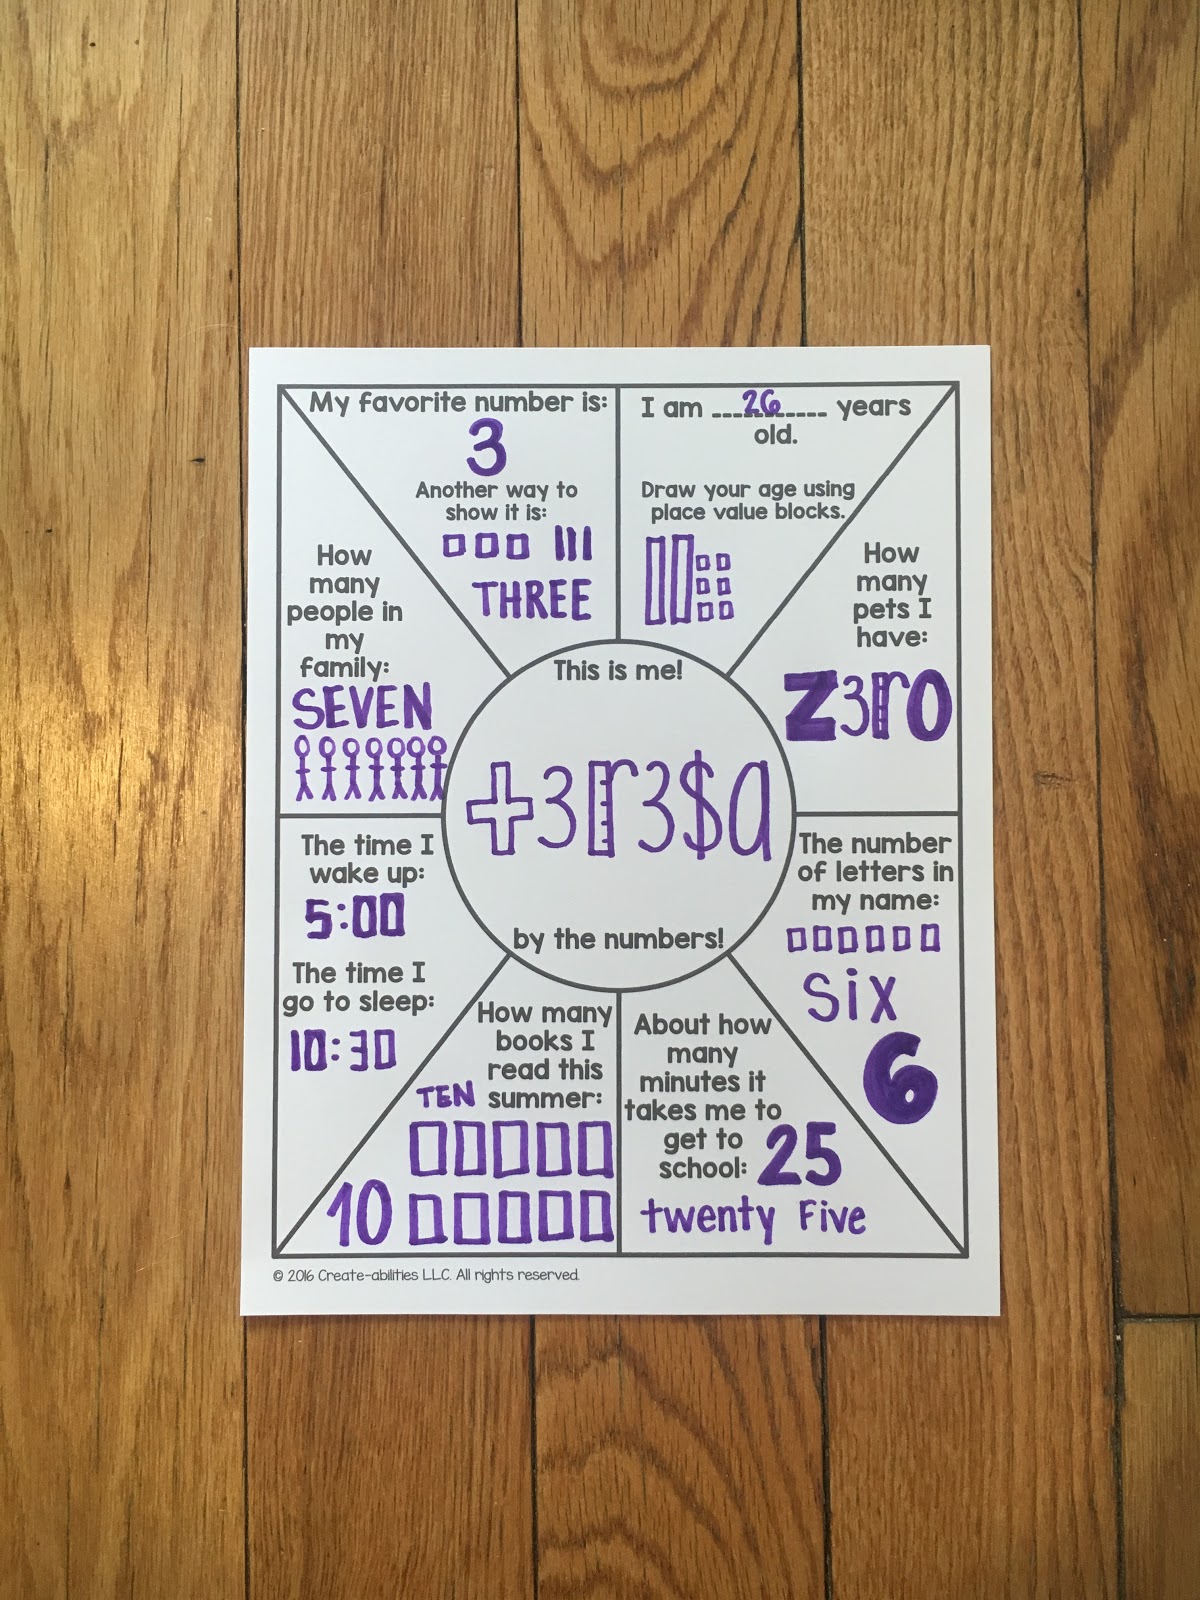 My favorite number is:
3
Another way to
show it is:
THREE
I am 26 years
old.
Draw your age using
place value blocks.
How
many
people in
my
family:
SEVEN
How
many
pets I
have:
z3ro
This is me!
+3r3$a
by the numbers!
The time I
wake up:
5:00
The time I
go to sleep:
10:30
The number
of letters in
my name:
six
6
How many
books I
read this
TEN summer:
10
About how
many
minutes it
takes me to
get to
school: 25
twenty five
© 2016 Create-abilities LLC. All rights reserved.